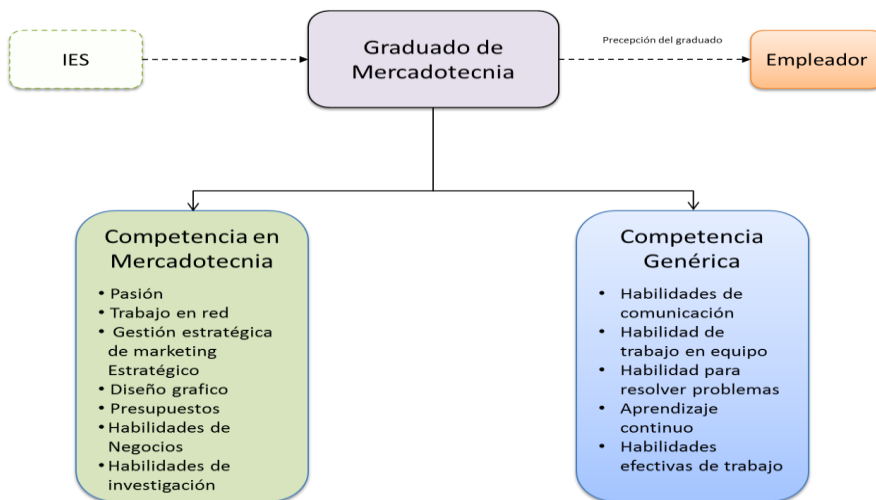 IES
Graduado de
Mercadotecnia
Precepción del graduado
Empleador
Competencia en
Mercadotecnia
• Pasión
• Trabajo en red
• Gestión estratégica
de marketing
Estratégico
• Diseño grafico
• Presupuestos
• Habilidades de
Negocios
• Habilidades de
investigación
Competencia
Genérica
• Habilidades de
comunicación
• Habilidad de
trabajo en equipo
• Habilidad para
resolver problemas
• Aprendizaje
continuo
• Habilidades
efectivas de trabajo